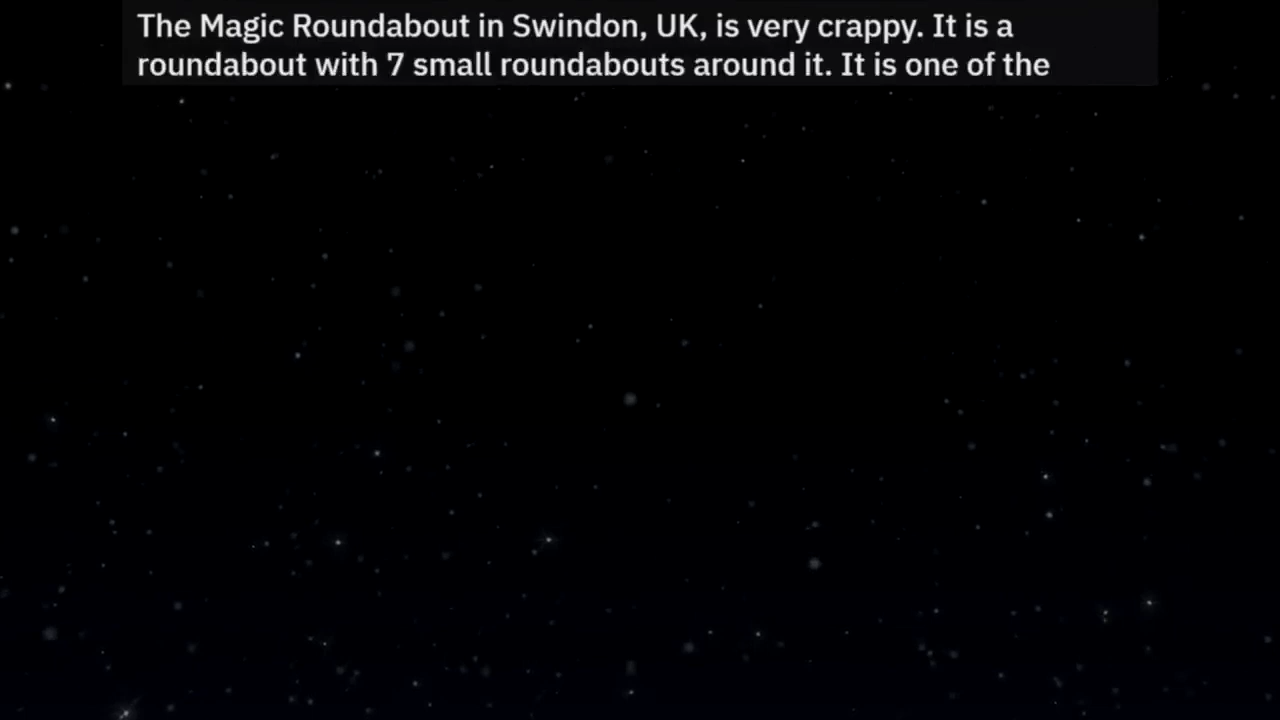 The Magic Roundabout in Swindon, UK, is very crappy. It is a
roundabout with 7 small roundabouts around it. It is one of the